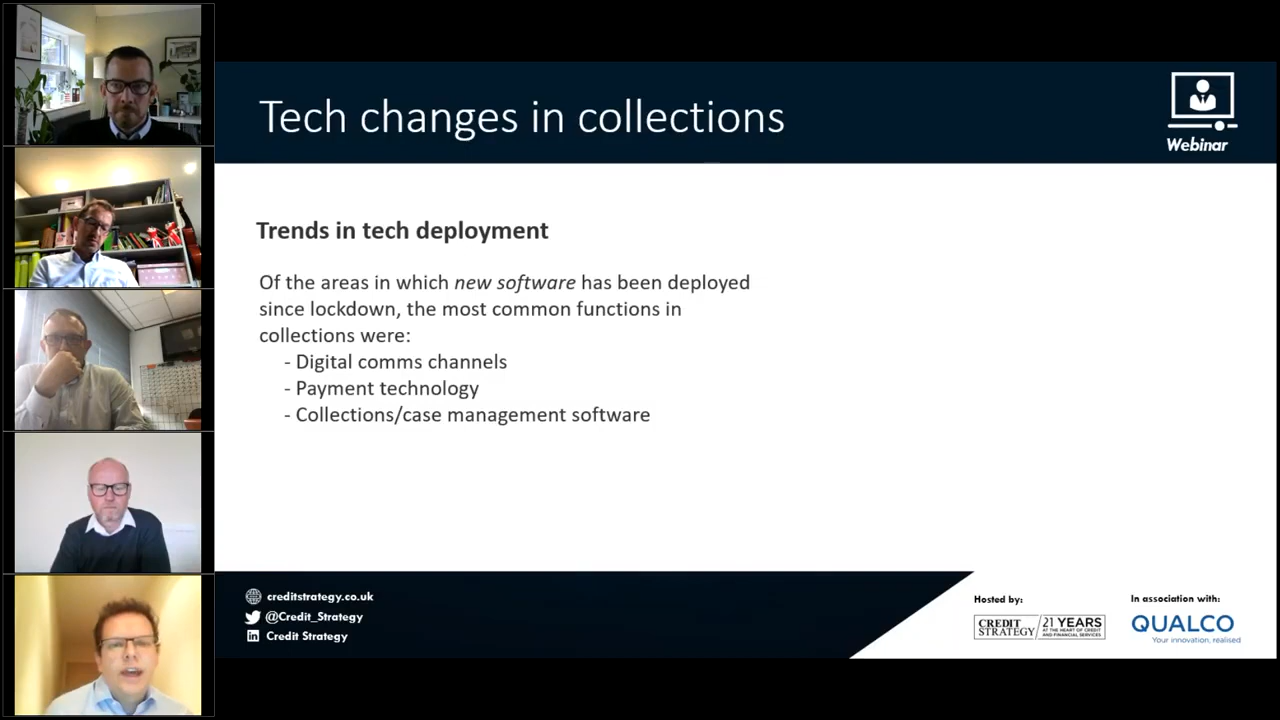 Tech changes in collections
Webinar
Trends in tech deployment
Of the areas in which new software has been deployed
since lockdown, the most common functions in
collections were:
- Digital comms channels
- Payment technology
- Collections/case management software
creditstrategy.co.uk
@Credit_Strategy
Credit Strategy
Hosted by:
CREDIT
STRATEGY
21 YEARS
AT THE HEART OF CREDIT
AND FINANCIAL SERVICES
In association with:
QUALCO
Your innovation, realised